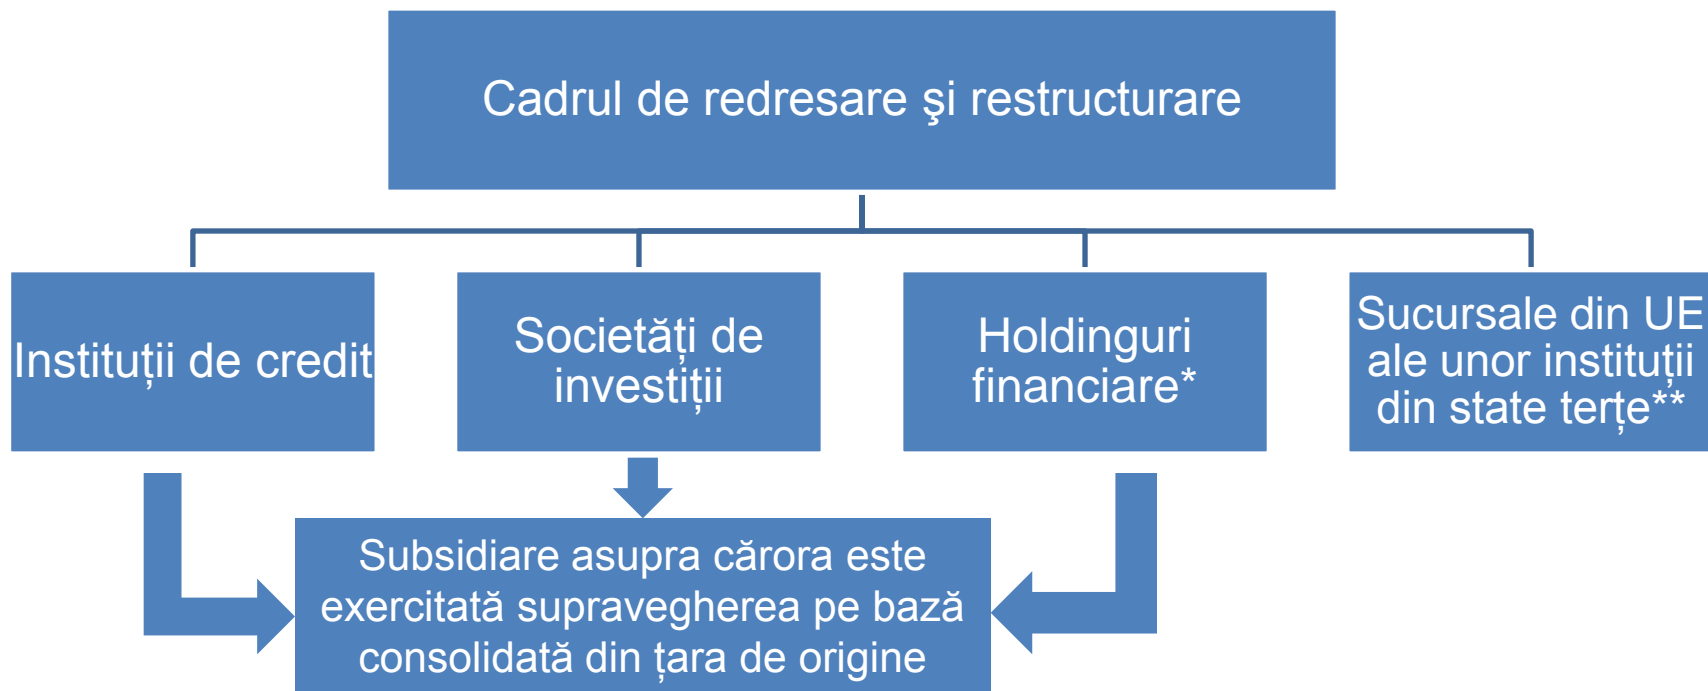 Cadrul de redresare şi restructurare
Instituții de credit
Societăți de
investiții
Holdinguri
financiare*
Sucursale din UE
ale unor instituții
din state terțe**
Subsidiare asupra cărora este
exercitată supravegherea pe bază
consolidată din țara de origine